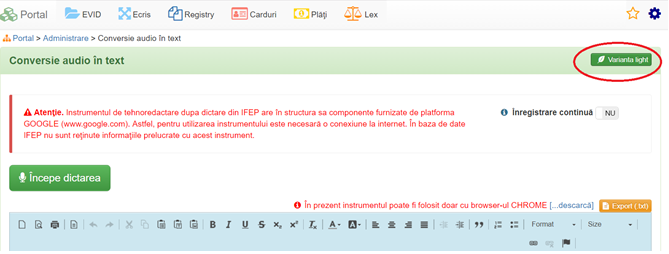 Portal EVID Ecris Registry Carduri Plăți Lex
Portal > Administrare > Conversie audio în text
Conversie audio în text Varianta light
Atenție. Instrumentul de tehnoredactare dupa dictare din IFEP are în structura sa componente furnizate de platforma
GOOGLE (www.google.com). Astfel, pentru utilizarea instrumentului este necesară o conexiune la internet. În baza de date
IFEP nu sunt reținute informațiile prelucrate cu acest instrument.
Înregistrare continuă NU
Începe dictarea
În prezent instrumentul poate fi folosit doar cu browser-ul CHROME [...descarcă] Export (.txt)
B I U S x₂ x² Tx A A Format Size